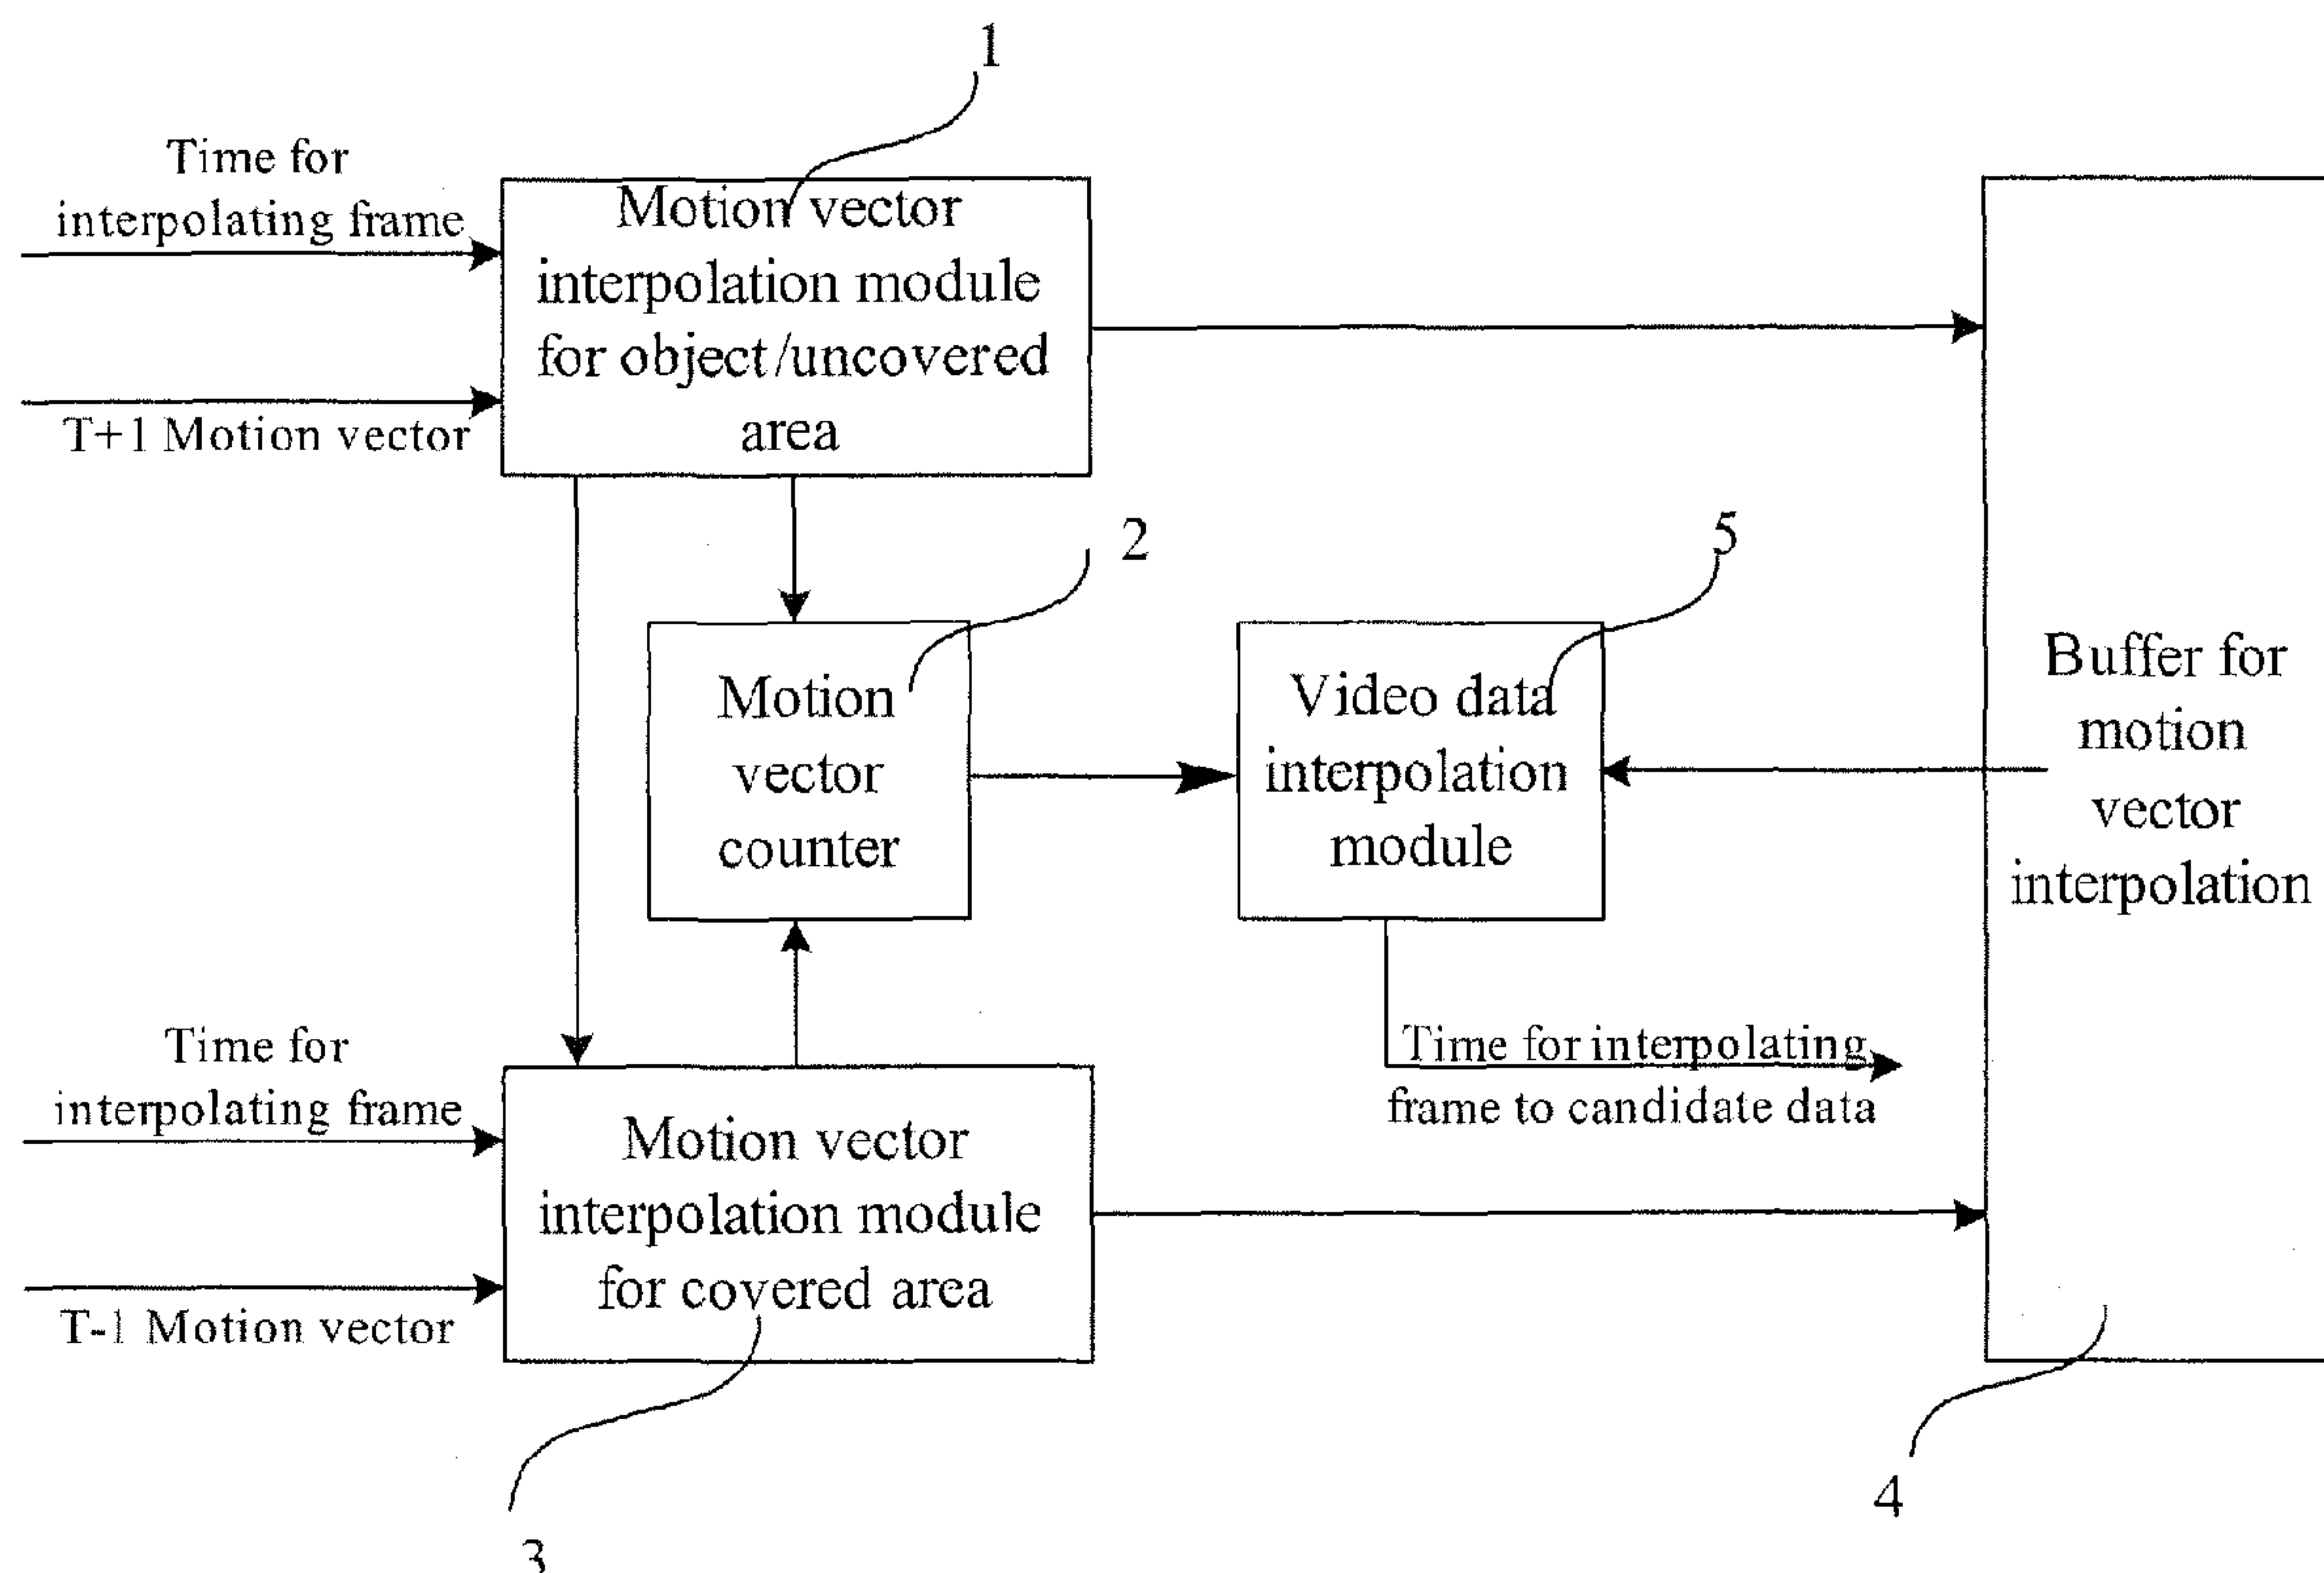 1
Time for
interpolating frame
T+1 Motion vector
Motion vector
interpolation module
for object/uncovered
area
2
5
Motion
vector
counter
Video data
interpolation
module
Buffer for
motion
vector
interpolation
Time for interpolating
frame to candidate data
Time for
interpolating frame
T-1 Motion vector
Motion vector
interpolation module
for covered area
3
4